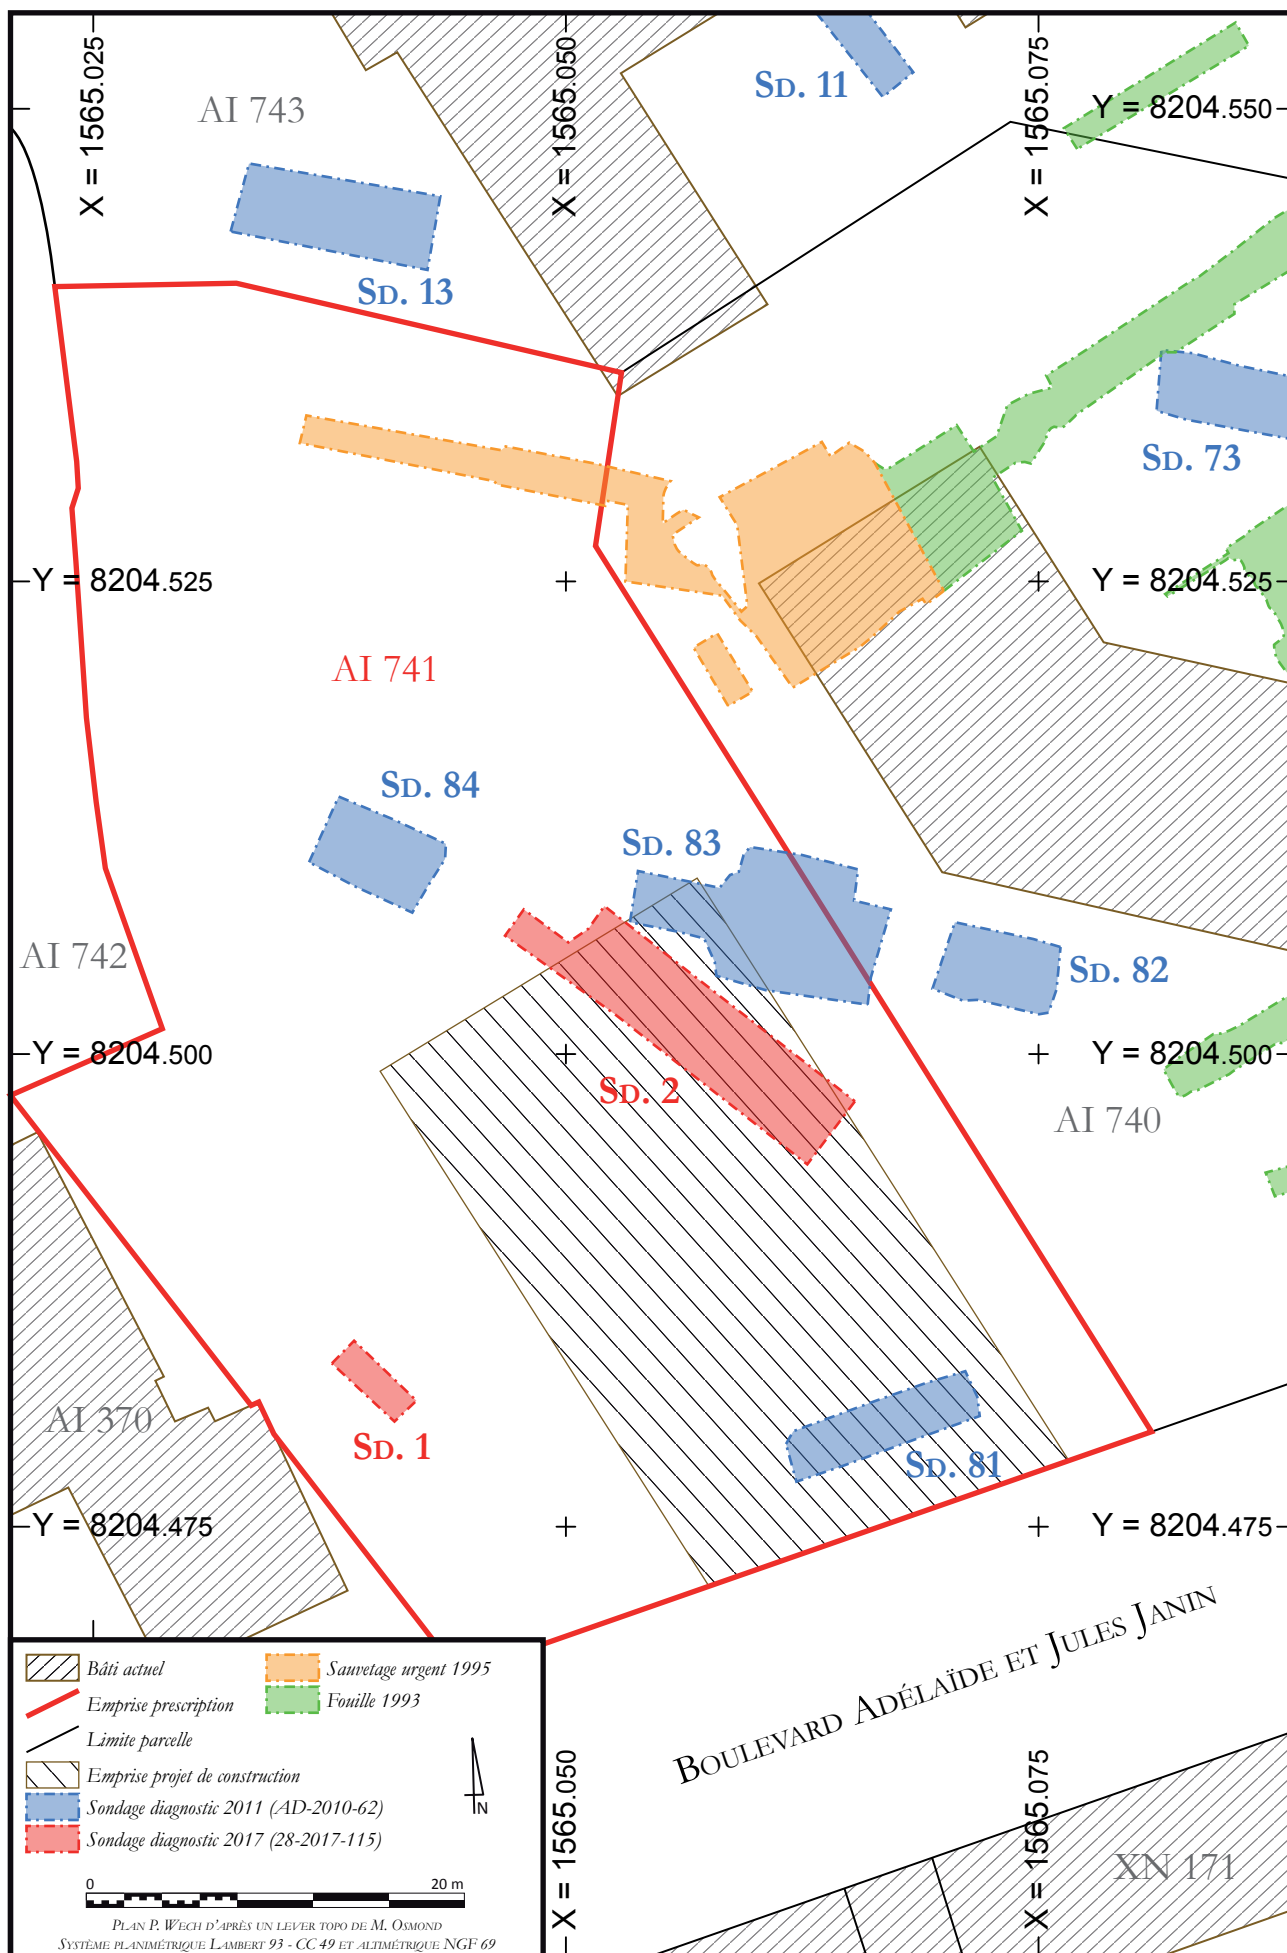 X = 1565.025
X = 1565.050
X = 1565.075
AI 743
SD. 11
Y = 8204.550
SD. 13
SD. 73
Y = 8204.525
Y = 8204.525
AI 741
SD. 84
SD. 83
AI 742
SD. 82
Y = 8204.500
Y = 8204.500
SD. 2
AI 740
AI 370
SD. 1
SD. 81
Y = 8204.475
Y = 8204.475
BOULEVARD ADÉLAÏDE ET JULES JANIN
Bâti actuel
Emprise prescription
Limite parcelle
Emprise projet de construction
Sondage diagnostic 2011 (AD-2010-62)
Sondage diagnostic 2017 (28-2017-115)
Sauvetage urgent 1995
Fouille 1993
N
0 20 m
PLAN P. WECH D'APRÈS UN LEVER TOPO DE M. OSMOND
SYSTÈME PLANIMÉTRIQUE LAMBERT 93 - CC 49 ET ALTIMÉTRIQUE NGF 69
X = 1565.050
X = 1565.075
XN 171